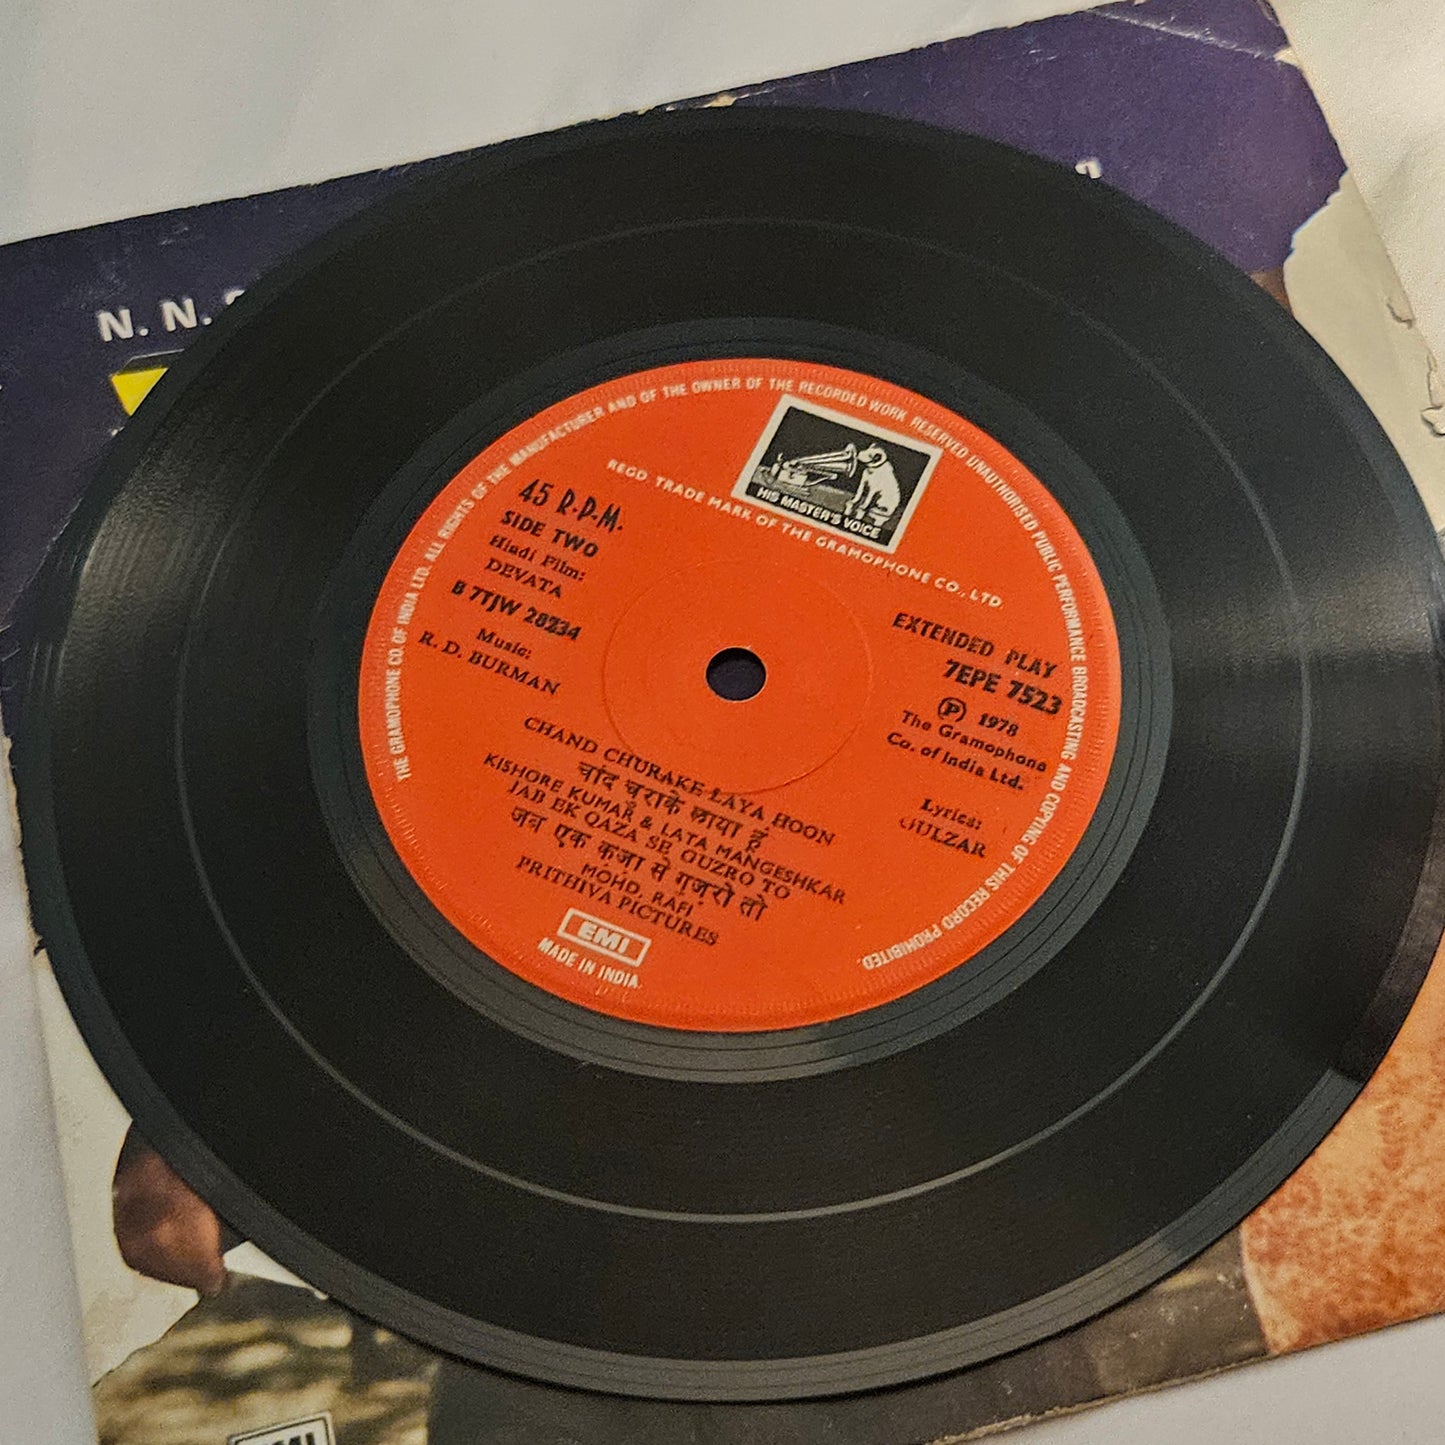 N. N.
THE GRAMOPHONE CO. OF INDIA LTD. ALL RIGHTS OF THE MANUFACTURER AND OF THE OWNER OF THE RECORDED WORK RESERVED UNAUTHORISED PUBLIC PERFORMANCE BROADCASTING AND COPYING OF THIS RECORD PROHIBITED.
HIS MASTER'S VOICE
REGD. TRADE MARK OF THE GRAMOPHONE CO., LTD.
45 R.P.M.
SIDE TWO
Hindi Film:
DEVATA
B 7TJW 28234
Music:
R. D. BURMAN
EXTENDED PLAY
7EPE 7523
Ⓟ 1978
The Gramophone
Co. of India Ltd.
Lyrics:
GULZAR
CHAND CHURAKE LAYA HOON
चांद चुराके लाया हूं
KISHORE KUMAR & LATA MANGESHKAR
JAB EK QAZA SE GUZRO TO
जब एक कजा से गुज़रो तो
MOHD. RAFI
PRITHIVA PICTURES
EMI
MADE IN INDIA
EMI